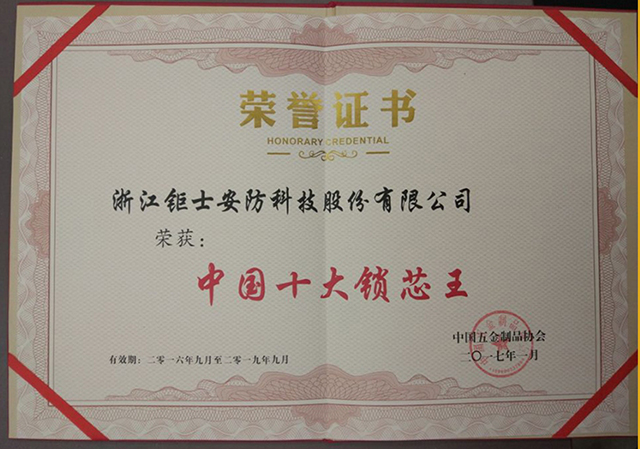 荣誉证书
HONORARY CREDENTIAL
浙江钜士安防科技股份有限公司
荣获：
中国十大锁芯王
中国五金制品协会
二〇一七年一月
有效期：二零一六年九月至二零一九年九月